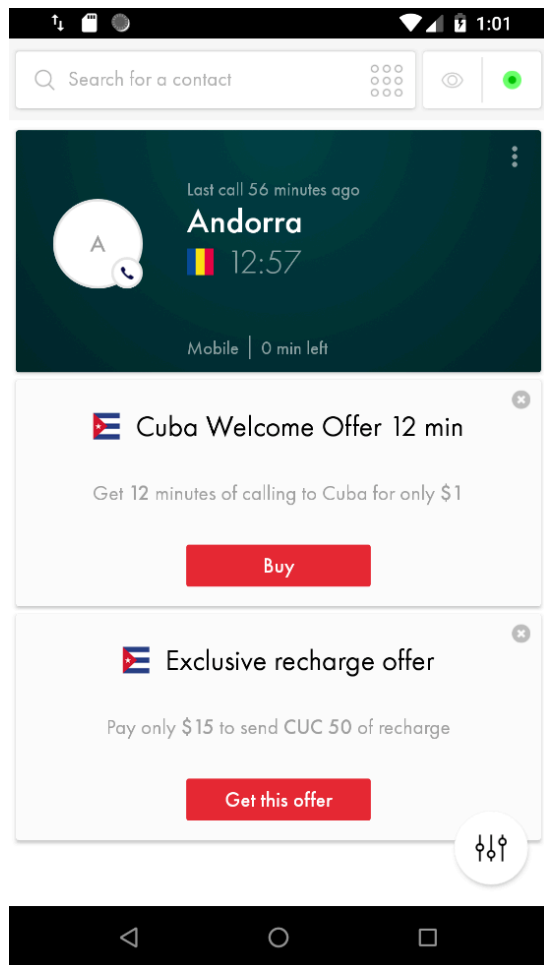 1:01
Search for a contact
Last call 56 minutes ago
Andorra
A
12:57
Mobile | 0 min left
Cuba Welcome Offer 12 min
Get 12 minutes of calling to Cuba for only $1
Buy
Exclusive recharge offer
Pay only $15 to send CUC 50 of recharge
Get this offer